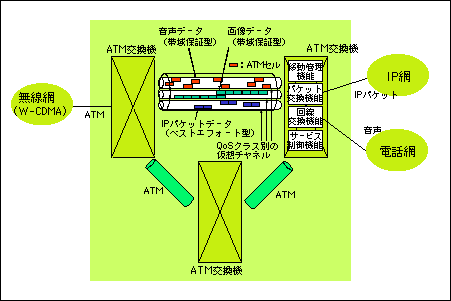 音声データ
(帯域保証型)
画像データ
(帯域保証型)
ATM交換機
ATM交換機
:ATMセル
無線網
(W-CDMA)
ATM
移動管理
機能
パケット
交換機能
回線
交換機能
サービス
制御機能
IP網
IPパケット
音声
電話網
IPパケットデータ
(ベストエフォート型)
QoSクラス別の
仮想チャネル
ATM
ATM
ATM交換機